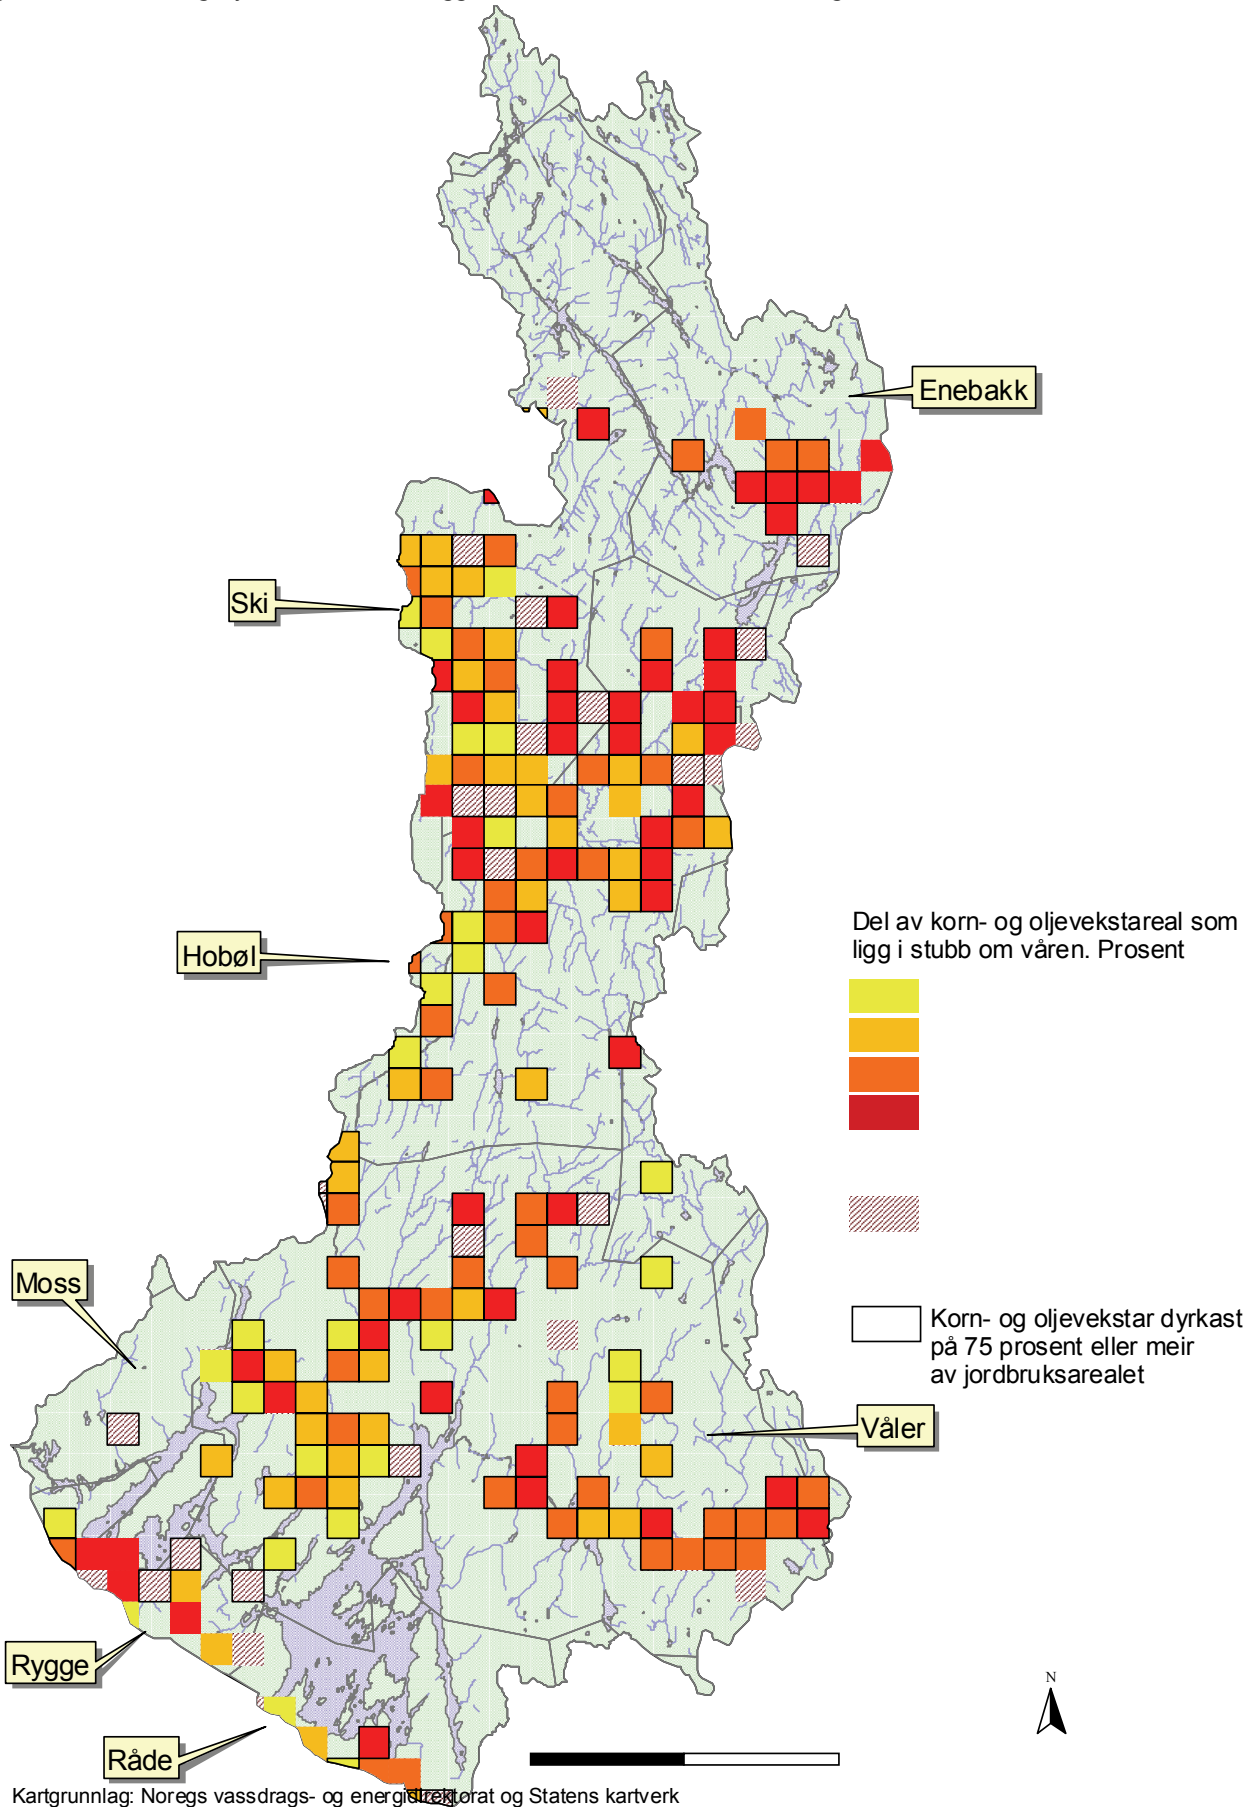 Enebakk
Ski
Del av korn- og oljevekstareal som
ligg i stubb om våren. Prosent
Hobøl
Moss
Korn- og oljevekstar dyrkast
på 75 prosent eller meir
av jordbruksarealet
Våler
Rygge
N
Råde
Kartgrunnlag: Noregs vassdrags- og energidirektorat og Statens kartverk